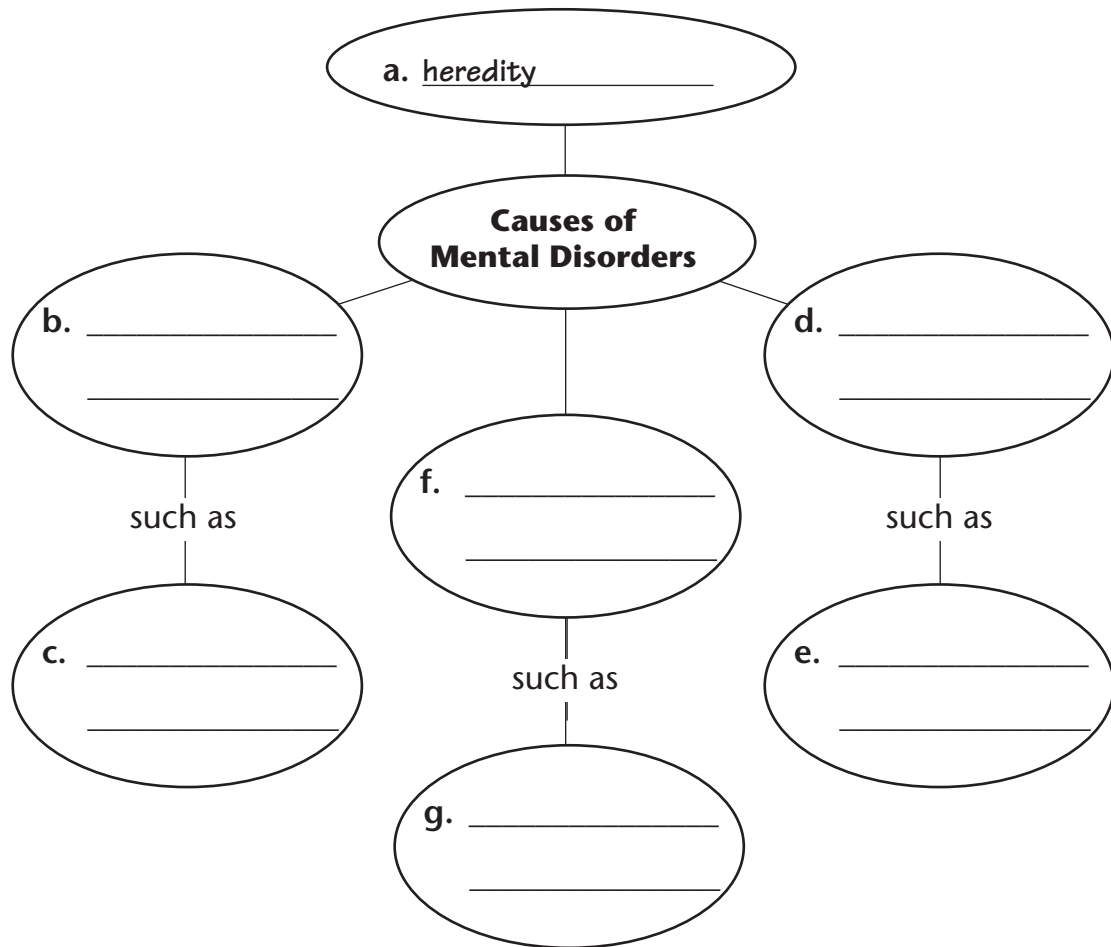 a. heredity
Causes of
Mental Disorders
b.
d.
f.
such as
such as
c.
e.
such as
g.